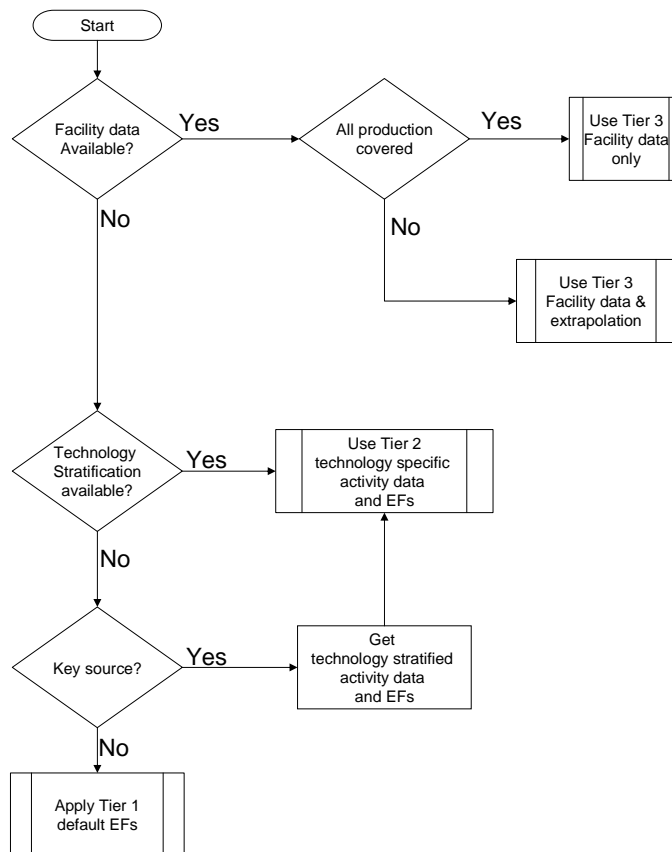 Start
Facility data
Available?
Yes
All production
covered
Yes
Use Tier 3
Facility data
only
No
No
Use Tier 3
Facility data &
extrapolation
Technology
Stratification
available?
Yes
Use Tier 2
technology specific
activity data
and EFs
No
Key source?
Yes
Get
technology stratified
activity data
and EFs
No
Apply Tier 1
default EFs